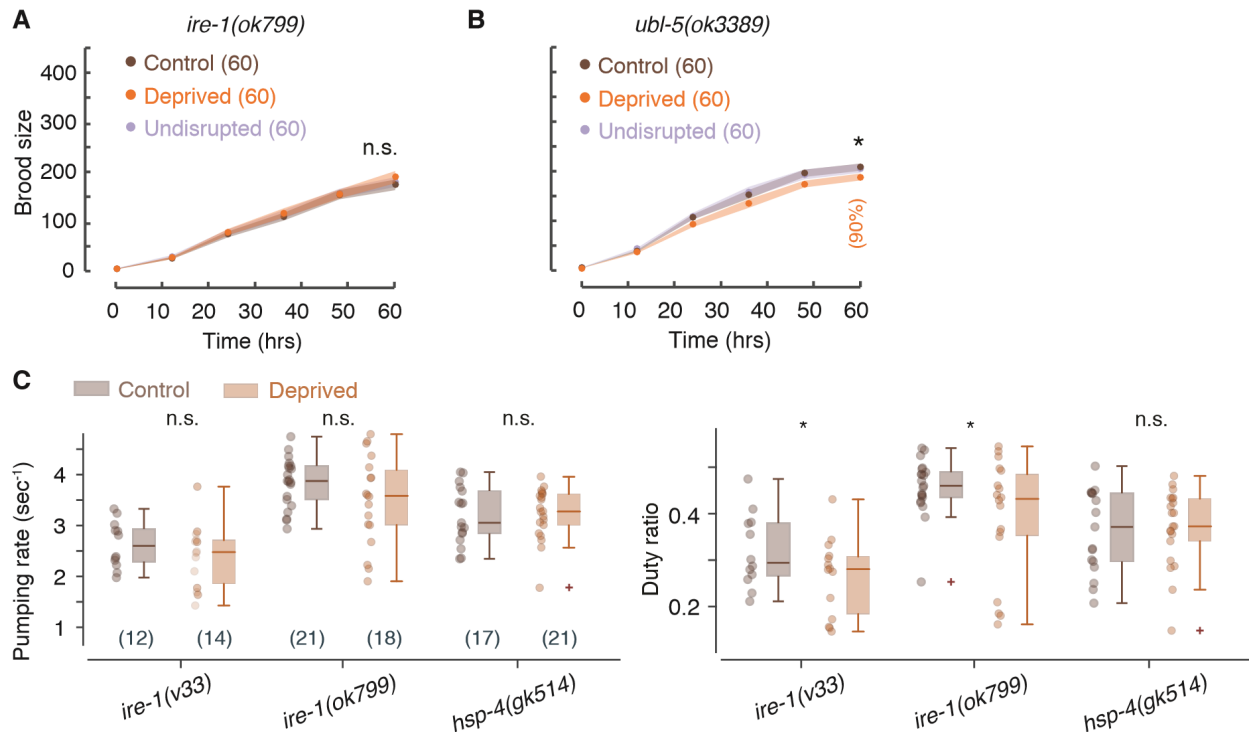 A
ire-1(ok799)
Control (60)
Deprived (60)
Undisrupted (60)
n.s.
Brood size
400
300
200
100
0
0 10 20 30 40 50 60
Time (hrs)
B
ubl-5(ok3389)
Control (60)
Deprived (60)
Undisrupted (60)
*
(90%)
0 10 20 30 40 50 60
Time (hrs)
C
Control
Deprived
n.s. n.s. n.s.
Pumping rate (sec⁻¹)
4
3
2
1
(12) (14) (21) (18) (17) (21)
ire-1(v33) ire-1(ok799) hsp-4(gk514)
* * n.s.
Duty ratio
0.4
0.2
ire-1(v33) ire-1(ok799) hsp-4(gk514)